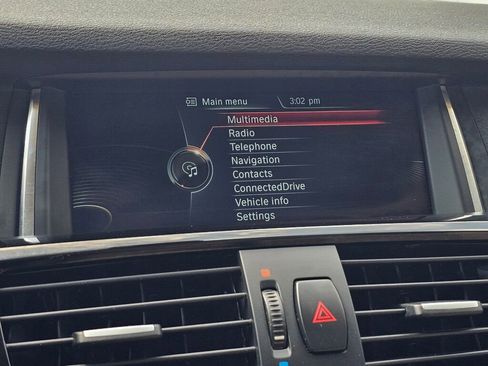 Main menu 3:02 pm
Multimedia
Radio
Telephone
Navigation
Contacts
ConnectedDrive
Vehicle info
Settings